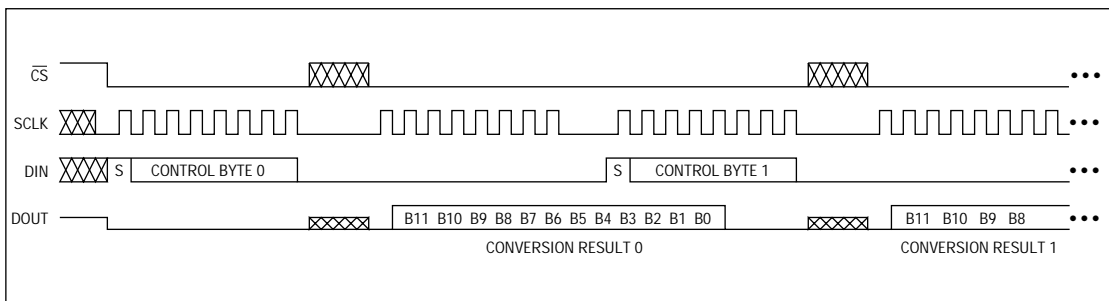 CS
SCLK
DIN S CONTROL BYTE 0 S CONTROL BYTE 1
DOUT B11 B10 B9 B8 B7 B6 B5 B4 B3 B2 B1 B0 B11 B10 B9 B8
CONVERSION RESULT 0 CONVERSION RESULT 1